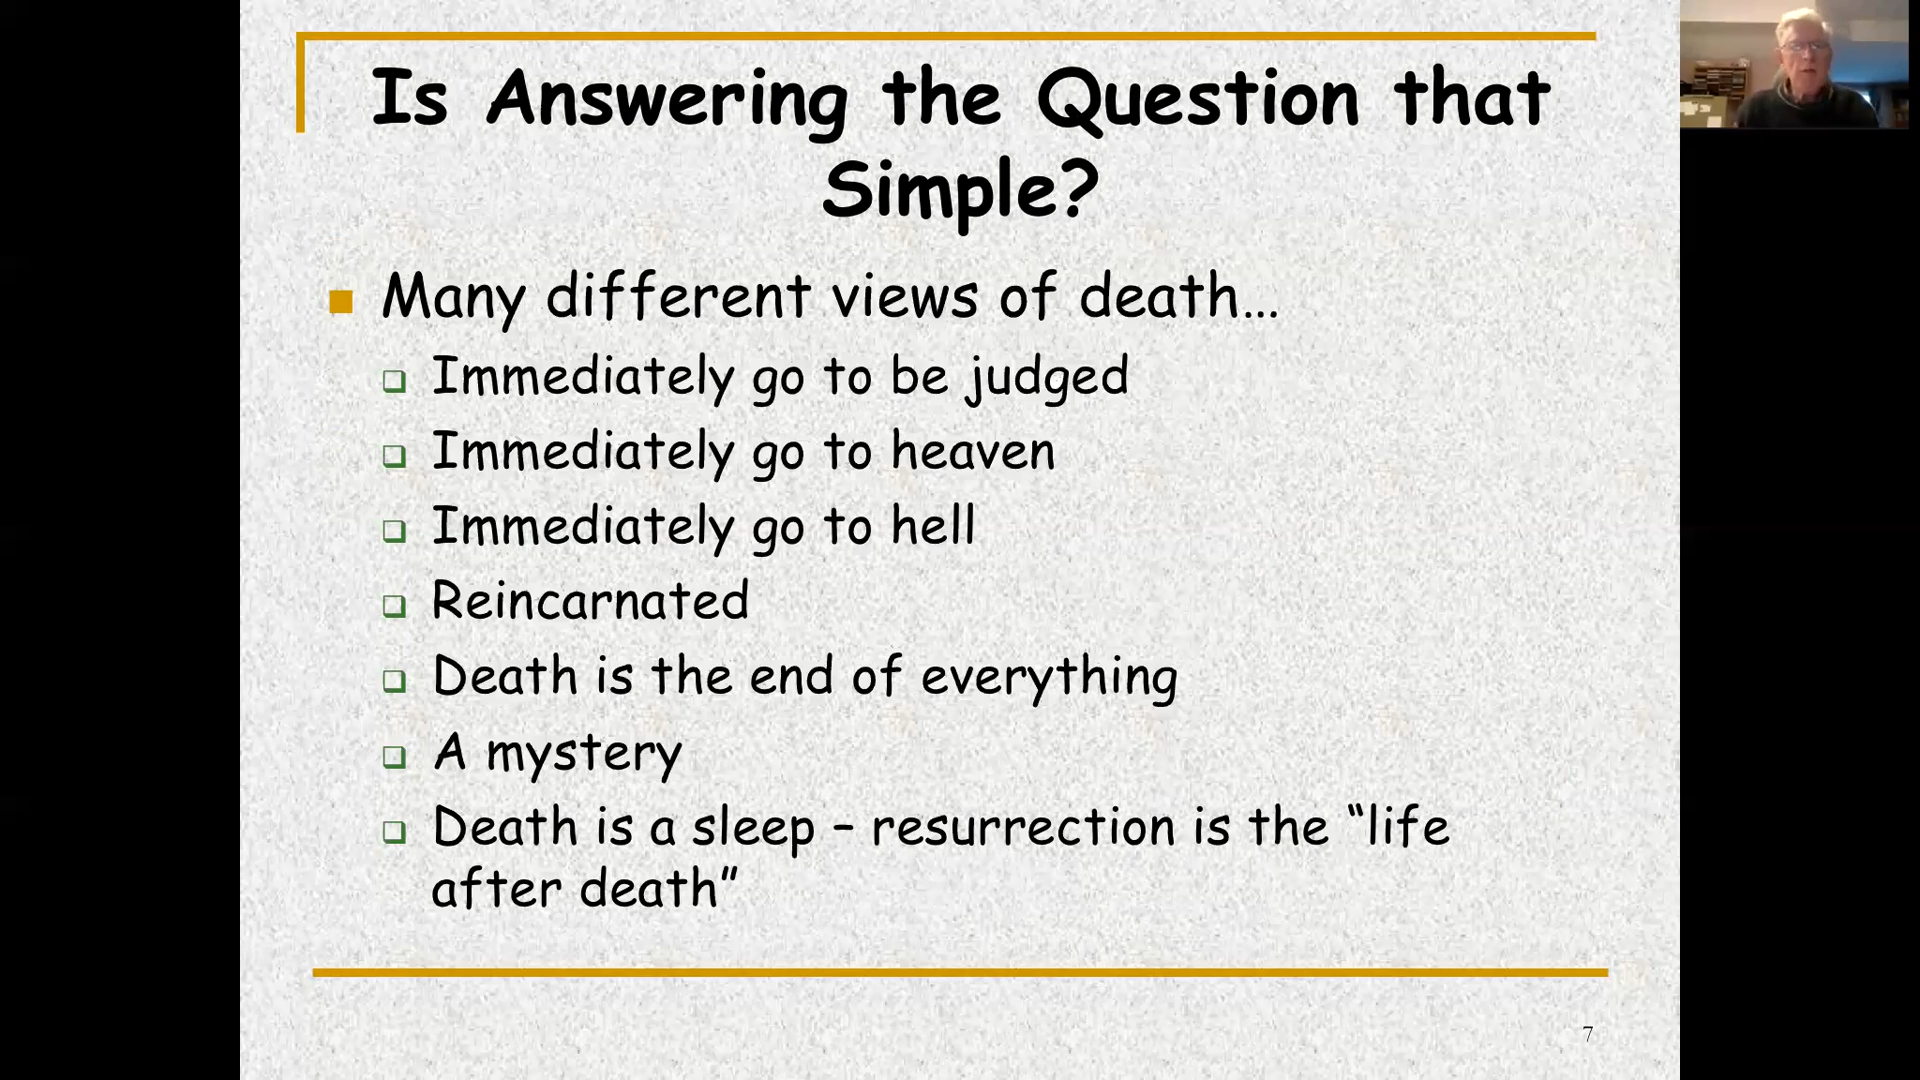 Is Answering the Question that
Simple?
Many different views of death…
Immediately go to be judged
Immediately go to heaven
Immediately go to hell
Reincarnated
Death is the end of everything
A mystery
Death is a sleep – resurrection is the “life
after death”
7